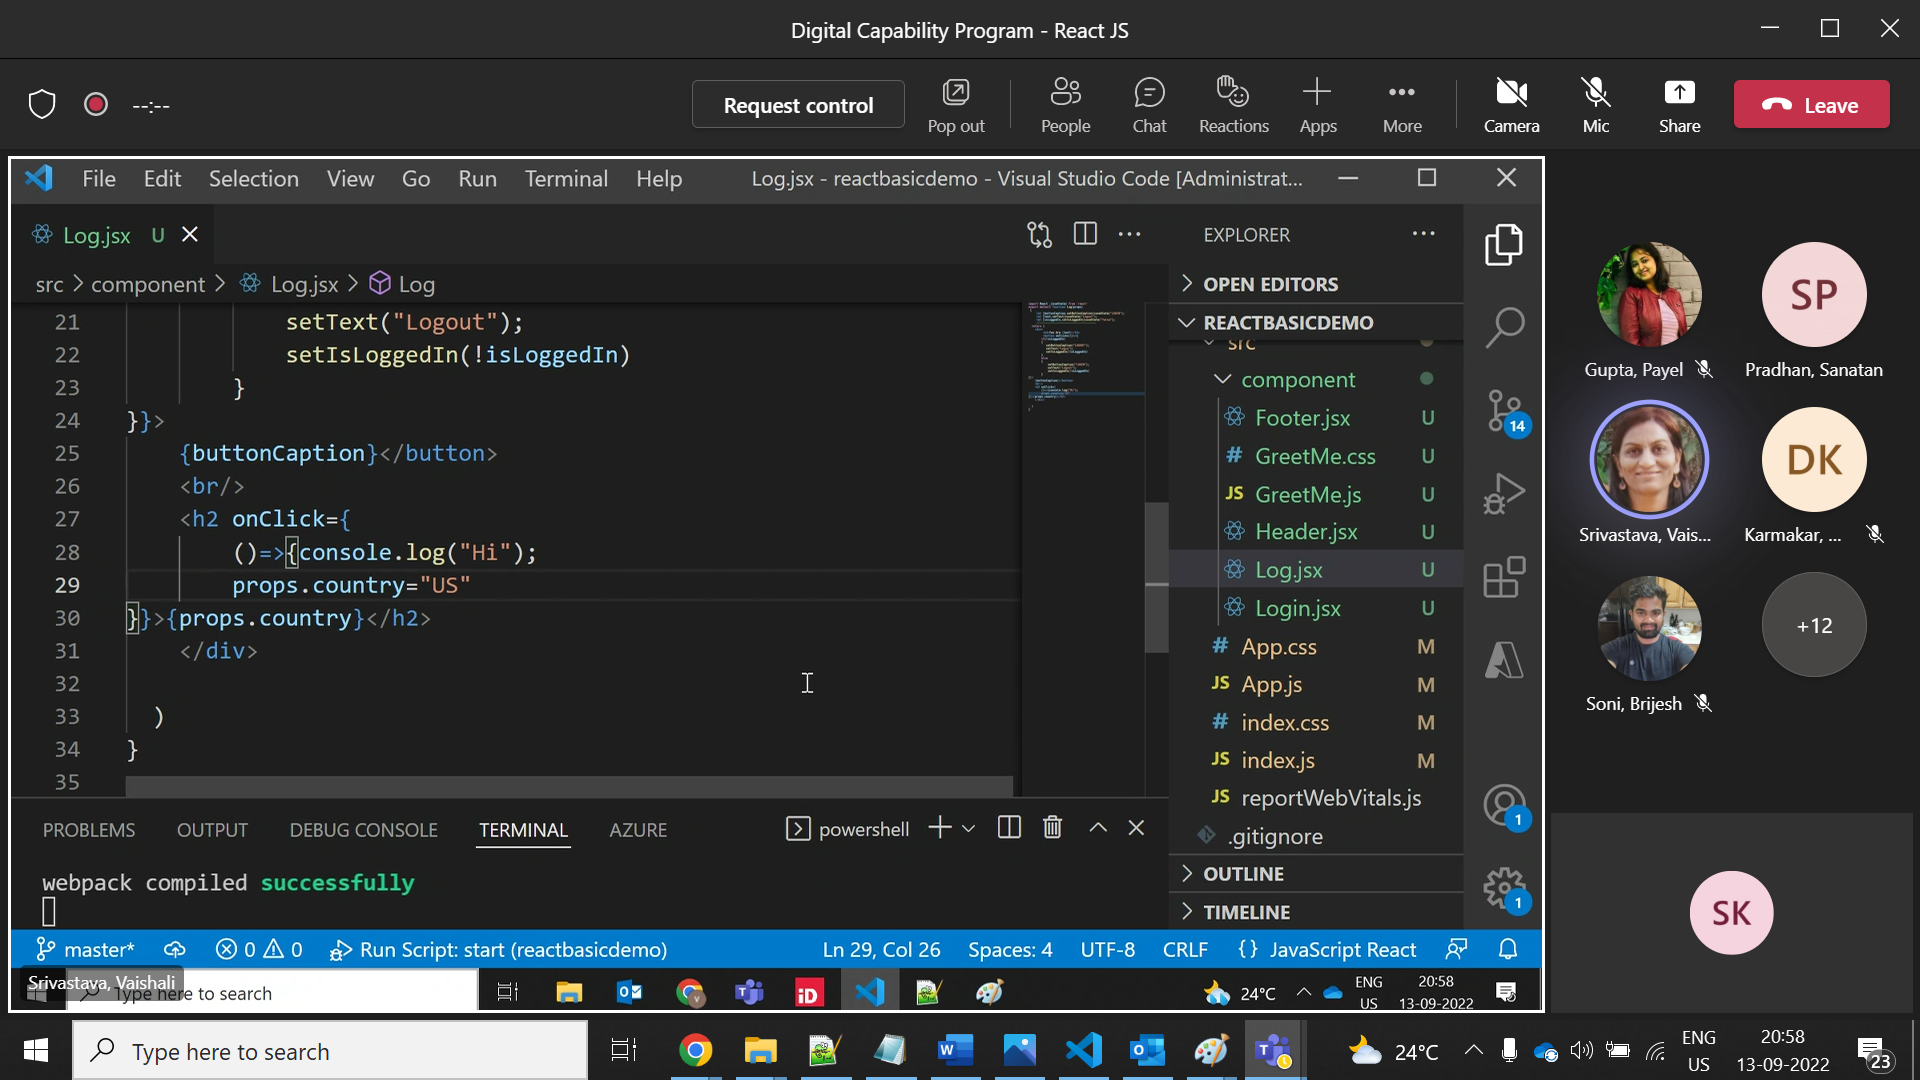 Digital Capability Program - React JS
--:--
Request control
Pop out
People
Chat
Reactions
Apps
More
Camera
Mic
Share
Leave
File Edit Selection View Go Run Terminal Help
Log.jsx - reactbasicdemo - Visual Studio Code [Administrat...
Log.jsx U
src > component > Log.jsx > Log
21 setText("Logout");
22 setIsLoggedIn(!isLoggedIn)
23 }
24 }}>
25 {buttonCaption}</button>
26 <br/>
27 <h2 onClick={
28 ()=>{console.log("Hi");
29 props.country="US"
30 }}>{props.country}</h2>
31 </div>
32
33 )
34 }
35
EXPLORER
OPEN EDITORS
REACTBASICDEMO
src
component
Footer.jsx U
# GreetMe.css U
JS GreetMe.js U
Header.jsx U
Log.jsx U
Login.jsx U
# App.css M
JS App.js M
# index.css M
JS index.js M
JS reportWebVitals.js
.gitignore
OUTLINE
TIMELINE
14
1
1
PROBLEMS OUTPUT DEBUG CONSOLE TERMINAL AZURE
powershell
webpack compiled successfully
master* 0 0 Run Script: start (reactbasicdemo)
Ln 29, Col 26 Spaces: 4 UTF-8 CRLF {} JavaScript React
Srivastava, Vaishali
Type here to search
iD
24°C
ENG
US
20:58
13-09-2022
Gupta, Payel
SP
Pradhan, Sanatan
Srivastava, Vais...
DK
Karmakar, ...
Soni, Brijesh
+12
SK
Type here to search
24°C
ENG
US
20:58
13-09-2022
23